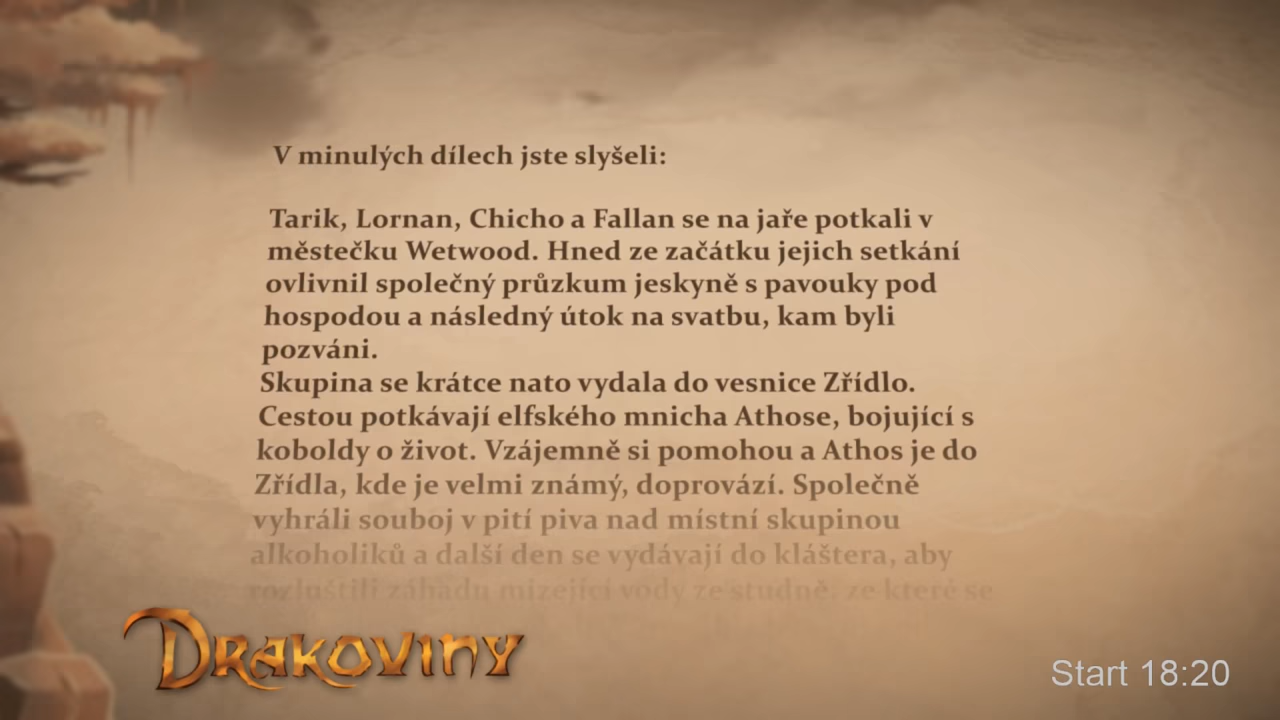 V minulých dílech jste slyšeli:
Tarik, Lornan, Chicho a Fallan se na jaře potkali v
městečku Wetwood. Hned ze začátku jejich setkání
ovlivnil společný průzkum jeskyně s pavouky pod
hospodou a následný útok na svatbu, kam byli
pozváni.
Skupina se krátce nato vydala do vesnice Zřídlo.
Cestou potkávají elfského mnicha Athose, bojující s
koboldy o život. Vzájemně si pomohou a Athos je do
Zřídla, kde je velmi známý, doprovází. Společně
vyhráli souboj v pití piva nad místní skupinou
alkoholiků a další den se vydávají do kláštera, aby
rozluštili záhadu mizející vody ze studně, ze které se
Drakoviny
Start 18:20